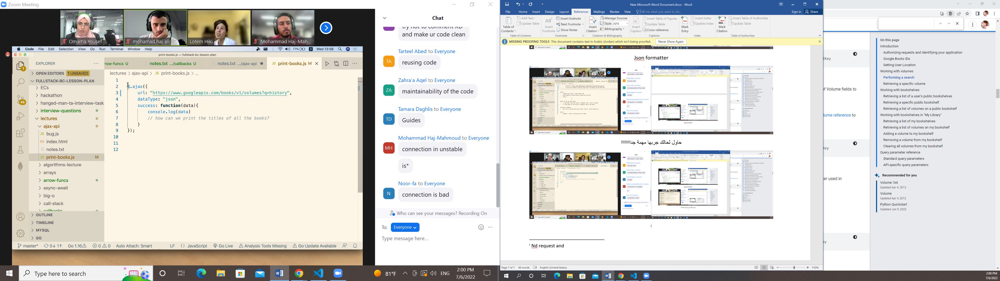 Zoom Meeting
Omama Yousef
mohamad haj ali
Lotem Hiki
Mohammad Haj-Mah...
Code File Edit Selection View Go Run Terminal Window Help
77% Wed 13:58
print-books.js — fullstack-bc-lesson-plan
EXPLORER
row-funcs U
notes.txt .../callbacks U
notes.txt .../ajax-api
JS print-books.js M
OPEN EDITORS 1 UNSAVED
lectures > ajax-api > JS print-books.js > ...
FULLSTACK-BC-LESSON-PLAN
ECs
hackathon
hanged-man-ta-interview-task
interview-questions
lectures
ajax-api
JS bug.js
<> index.html
notes.txt
JS print-books.js M
algorithms-lecture
arrays
arrow-funcs
async-await
big-o
call-stack
callbacks
OUTLINE
TIMELINE
MYSQL
GO
1
2 $.ajax({
3 url: "https://www.googleapis.com/books/v1/volumes?q=history",
4 dataType: "json",
5 success: function(data){
6 console.log(data)
7 // how can we print the titles of all the books?
8 }
9 });
10
11
12
master* 0↓ 1↑ Go 1.16 0 0 Auto Attach: Smart LF {} JavaScript Go Live Analysis Tools Missing Go Update Available
Chat
try not to comment XD
and make ur code clean
Tarteel Abed to Everyone
TA
reusing code
Zahra'a Aqel to Everyone
ZA
maintainability of the code
Tamara Daghlis to Everyone
TD
Guides
Mohammad Haj-Mahmoud to Everyone
MH
connection in unstable
is*
Noor-fa to Everyone
N
connection is bad
Who can see your messages? Recording On
To: Everyone
Type message here...
Type here to search
81°F ENG 2:00 PM
7/6/2022
New Microsoft Word Document.docx - Word
File Home Insert Design Layout References Mailings Review View Tell me what you want to do... Sign in Share
Table of Contents
Add Text
Update Table
Table of Contents
Insert Footnote
Insert Endnote
Next Footnote
Show Notes
Footnotes
Insert Citation
Manage Sources
Style: APA
Bibliography
Citations & Bibliography
Insert Caption
Insert Table of Figures
Update Table
Cross-reference
Captions
Mark Entry
Insert Index
Update Index
Index
Mark Citation
Insert Table of Authorities
Update Table
Table of Authorities
MISSING PROOFING TOOLS This document contains text in Arabic (Jordan) which isn't being proofed. Never Show Again
Json formatter
حاول لحالك جربها مهمة جداااااااااا
i
i Nd request and
Page 7 of 7 49 words English (United States) 150%
On this page
Introduction
Authorizing requests and identifying your application
Google Books IDs
Setting User Location
Working with volumes
Performing a search
Retrieving a specific volume
Working with bookshelves
Retrieving a list of a user's public bookshelves
Retrieving a specific public bookshelf
Retrieving a list of volumes on a public bookshelf
Working with bookshelves in "My Library"
Retrieving a list of my bookshelves
Retrieving a list of volumes on my bookshelf
Adding a volume to my bookshelf
Removing a volume from my bookshelf
Clearing all volumes from my bookshelf
Query parameter reference
Standard query parameters
API-specific query parameters
Recommended for you
Volume: list
Updated Apr 4, 2012
Volume
Updated Apr 4, 2012
Python Quickstart
Updated Jun 9, 2022
of Volume fields to
lume reference to
ter used in
2:00 PM
7/6/2022